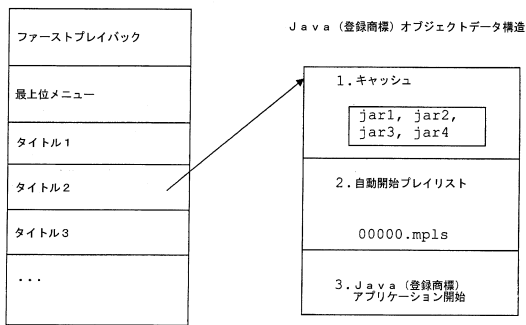 ファーストプレイバック
最上位メニュー
タイトル1
タイトル2
タイトル3
...
Java（登録商標）オブジェクトデータ構造
1.キャッシュ
jar1, jar2,
jar3, jar4
2.自動開始プレイリスト
00000.mpls
3.Java（登録商標）
アプリケーション開始